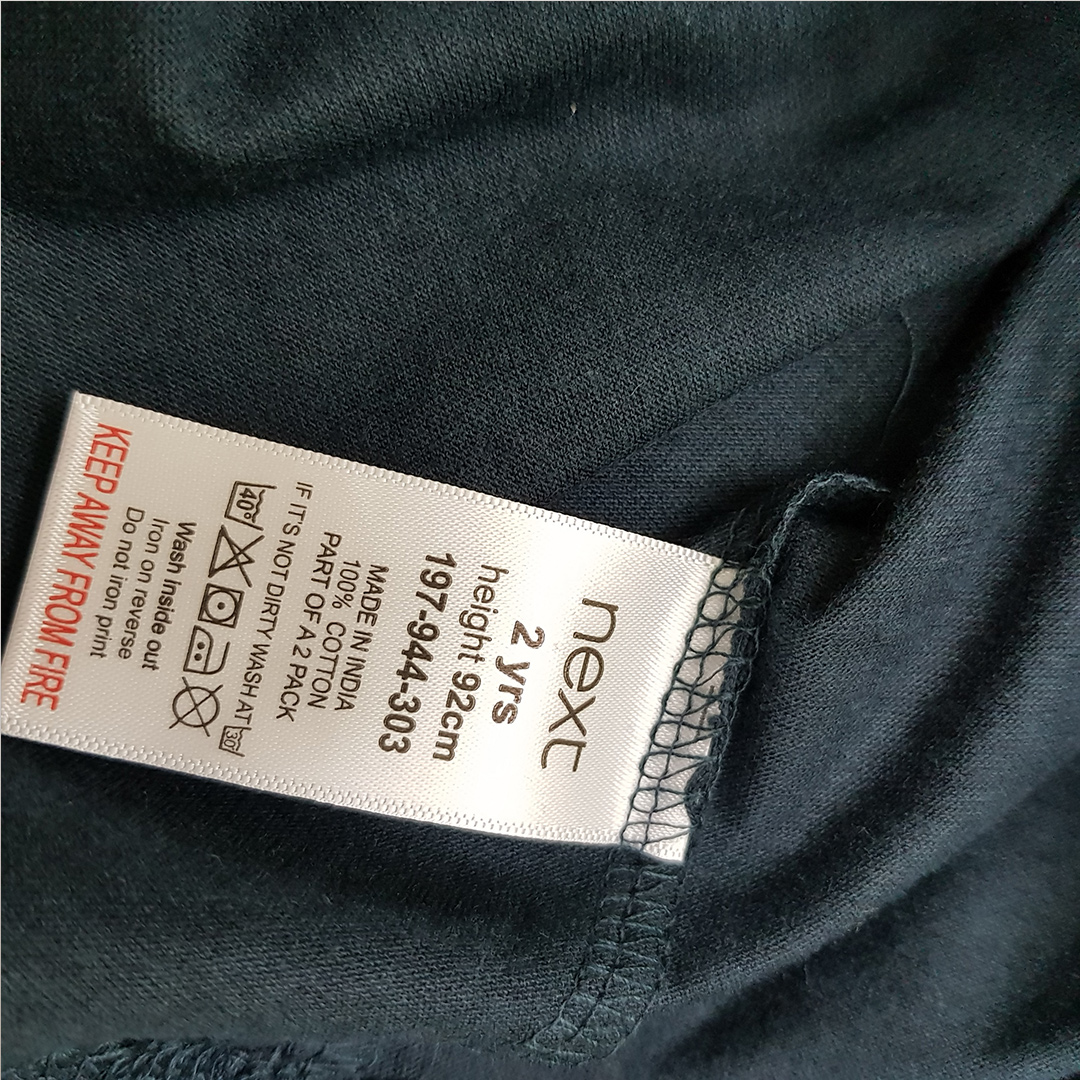 next
2 yrs
height 92cm
197-944-303
MADE IN INDIA
100% COTTON
PART OF A 2 PACK
IF IT'S NOT DIRTY WASH AT 30°
40°
Wash inside out
Iron on reverse
Do not iron print
KEEP AWAY FROM FIRE